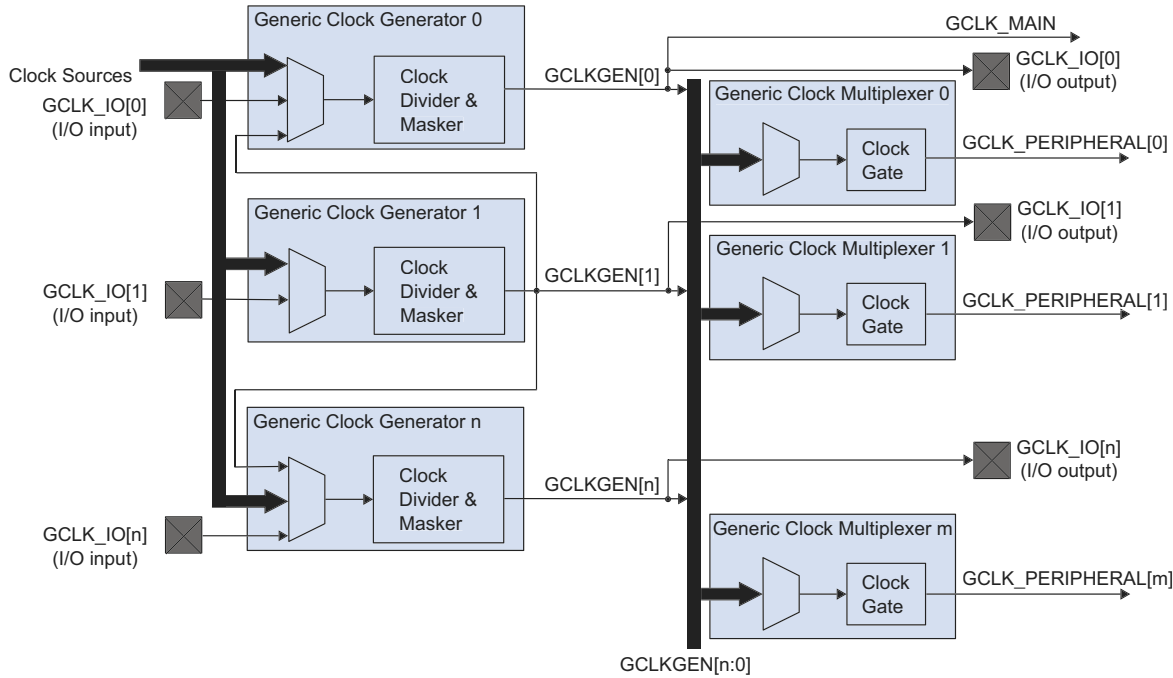 Generic Clock Generator 0
Clock Sources
GCLK_IO[0]
(I/O input)
Clock
Divider &
Masker
GCLKGEN[0]
GCLK_MAIN
GCLK_IO[0]
(I/O output)
Generic Clock Multiplexer 0
Clock
Gate
GCLK_PERIPHERAL[0]
Generic Clock Generator 1
GCLK_IO[1]
(I/O input)
Clock
Divider &
Masker
GCLKGEN[1]
GCLK_IO[1]
(I/O output)
Generic Clock Multiplexer 1
Clock
Gate
GCLK_PERIPHERAL[1]
Generic Clock Generator n
GCLK_IO[n]
(I/O input)
Clock
Divider &
Masker
GCLKGEN[n]
GCLK_IO[n]
(I/O output)
Generic Clock Multiplexer m
Clock
Gate
GCLK_PERIPHERAL[m]
GCLKGEN[n:0]